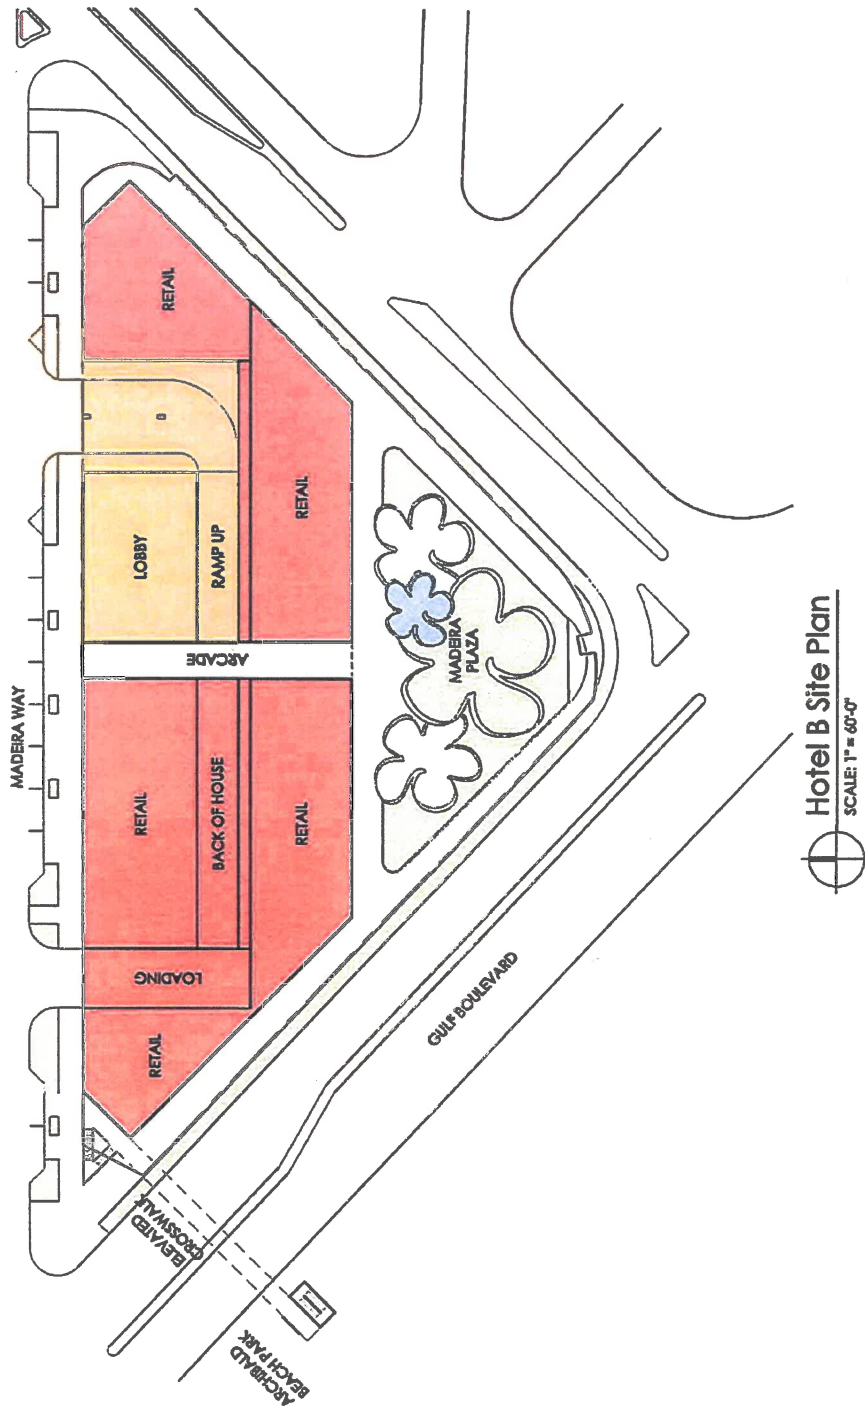 MADEIRA WAY
RETAIL
LOBBY
RAMP UP
RETAIL
ARCADE
MADEIRA
PLAZA
RETAIL
BACK OF HOUSE
RETAIL
LOADING
RETAIL
GULF BOULEVARD
ELEVATED
CROSSWALK
ARCHIBALD
BEACH PARK
Hotel B Site Plan
SCALE: 1" = 60'-0"